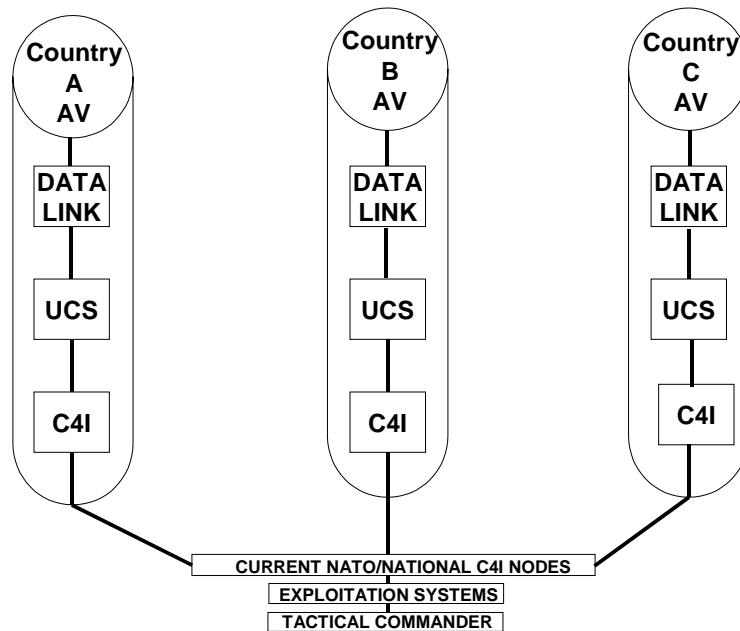 Country
A
AV
DATA
LINK
UCS
C4I
Country
B
AV
DATA
LINK
UCS
C4I
Country
C
AV
DATA
LINK
UCS
C4I
CURRENT NATO/NATIONAL C4I NODES
EXPLOITATION SYSTEMS
TACTICAL COMMANDER